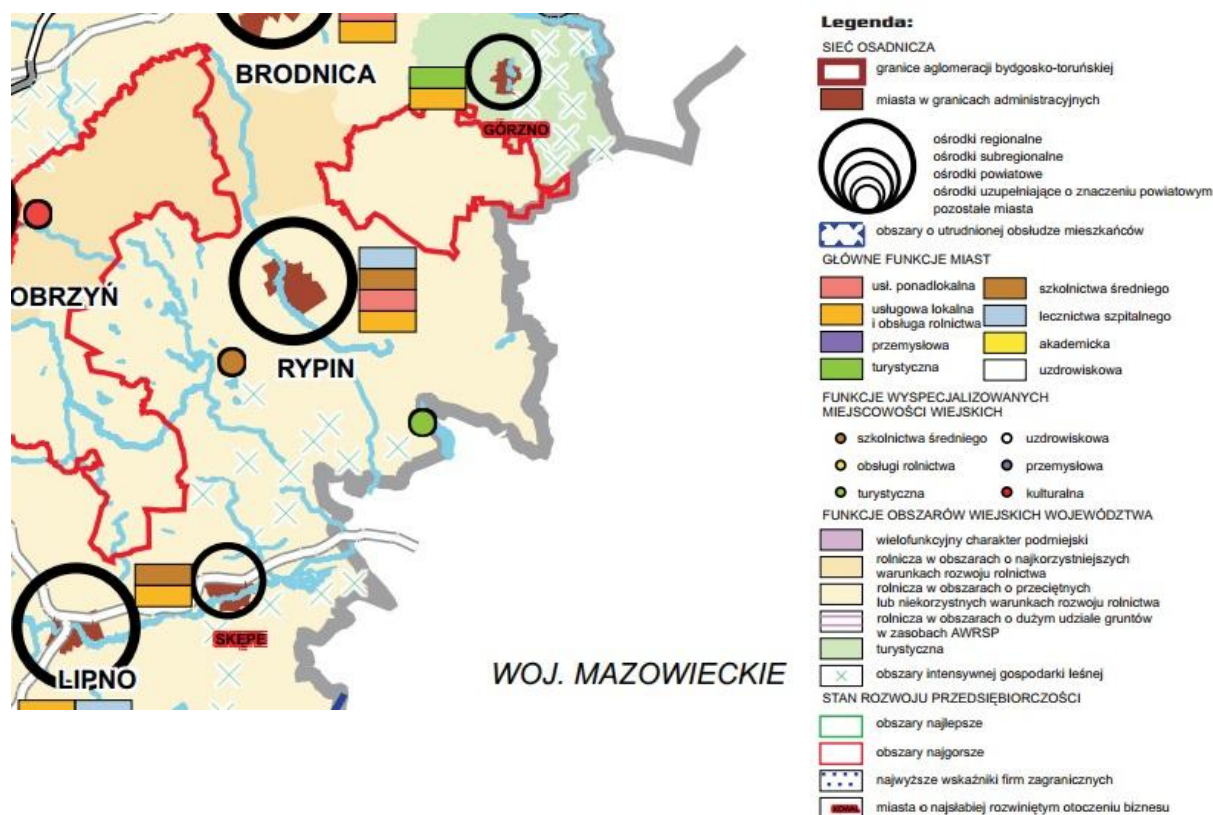 BRODNICA
GÓRZNO
OBRZYŃ
RYPIN
SKĘPE
LIPNO
WOJ. MAZOWIECKIE
Legenda:
SIEĆ OSADNICZA
granice aglomeracji bydgosko-toruńskiej
miasta w granicach administracyjnych
ośrodki regionalne
ośrodki subregionalne
ośrodki powiatowe
ośrodki uzupełniające o znaczeniu powiatowym
pozostałe miasta
obszary o utrudnionej obsłudze mieszkańców
GŁÓWNE FUNKCJE MIAST
usł. ponadlokalna
szkolnictwa średniego
usługowa lokalna
i obsługa rolnictwa
lecznictwa szpitalnego
przemysłowa
akademicka
turystyczna
uzdrowiskowa
FUNKCJE WYSPECJALIZOWANYCH
MIEJSCOWOŚCI WIEJSKICH
szkolnictwa średniego
uzdrowiskowa
obsługi rolnictwa
przemysłowa
turystyczna
kulturalna
FUNKCJE OBSZARÓW WIEJSKICH WOJEWÓDZTWA
wielofunkcyjny charakter podmiejski
rolnicza w obszarach o najkorzystniejszych
warunkach rozwoju rolnictwa
rolnicza w obszarach o przeciętnych
lub niekorzystnych warunkach rozwoju rolnictwa
rolnicza w obszarach o dużym udziale gruntów
w zasobach AWRSP
turystyczna
obszary intensywnej gospodarki leśnej
STAN ROZWOJU PRZEDSIĘBIORCZOŚCI
obszary najlepsze
obszary najgorsze
najwyższe wskaźniki firm zagranicznych
KOWAL
miasta o najsłabiej rozwiniętym otoczeniu biznesu